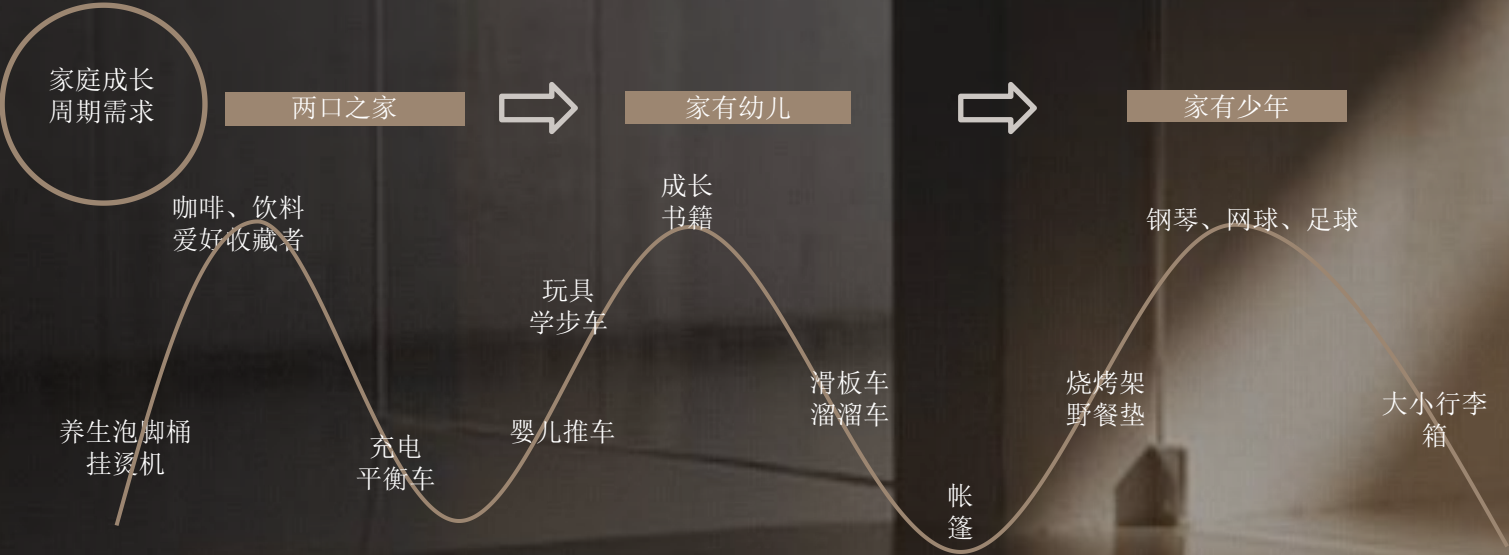 家庭成长
周期需求
两口之家
家有幼儿
家有少年
咖啡、饮料
爱好收藏者
养生泡脚桶
挂烫机
充电
平衡车
成长
书籍
玩具
学步车
婴儿推车
滑板车
溜溜车
帐
篷
钢琴、网球、足球
烧烤架
野餐垫
大小行李
箱